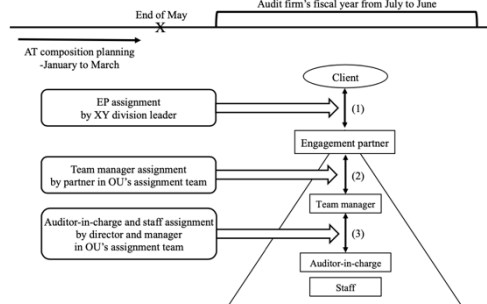 Audit firm's fiscal year from July to June
End of May
X
AT composition planning
-January to March
Client
EP assignment
by XY division leader
(1)
Engagement partner
Team manager assignment
by partner in OU's assignment team
(2)
Team manager
Auditor-in-charge and staff assignment
by director and manager
in OU's assignment team
(3)
Auditor-in-charge
Staff